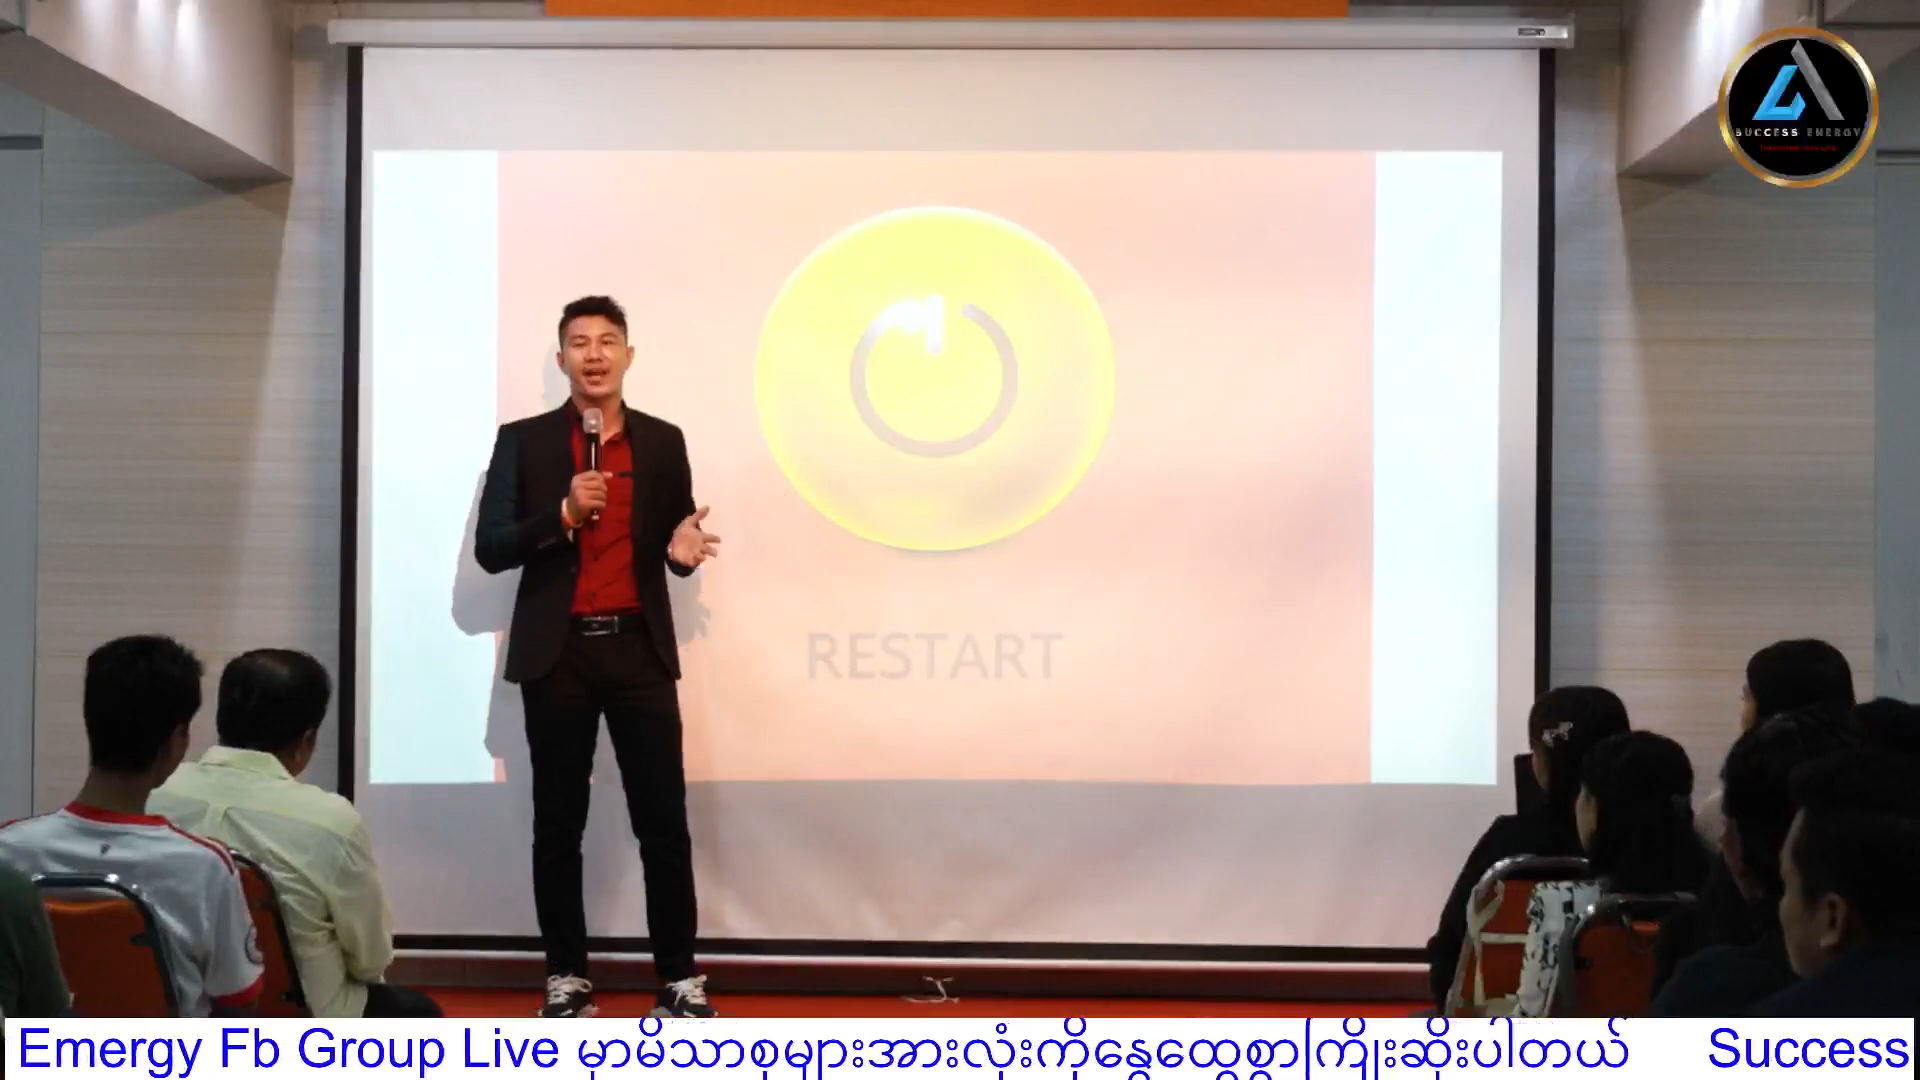 SUCCESS ENERGY
RESTART
Emergy Fb Group Live မှာမိသာစုများအားလုံးကိုနွေထွေစွာကြိုးဆိုးပါတယ် Success